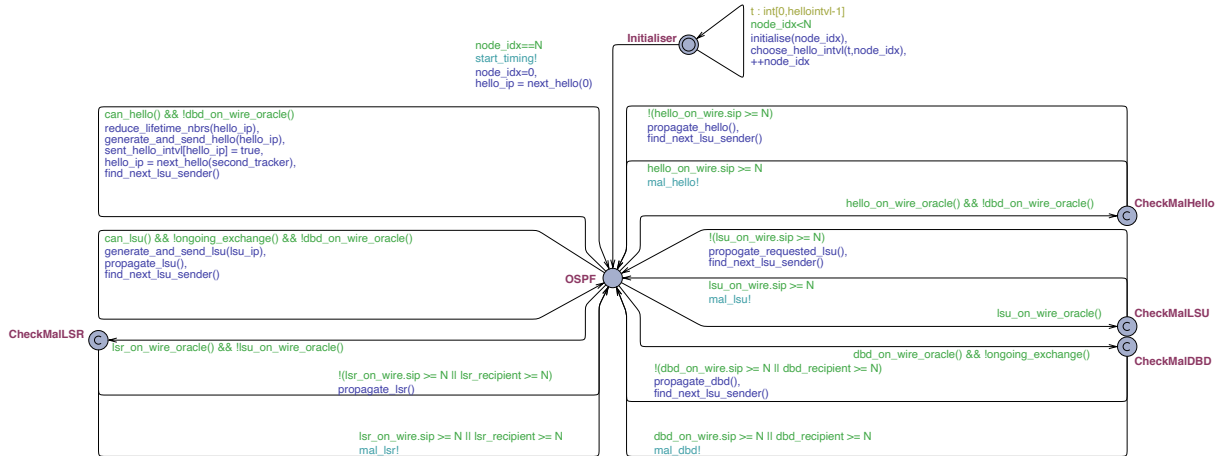 t : int[0,hellointvl-1]
node_idx<N
initialise(node_idx),
choose_hello_intvl(t,node_idx),
++node_idx
Initialiser
node_idx==N
start_timing!
node_idx=0,
hello_ip = next_hello(0)
can_hello() && !dbd_on_wire_oracle()
reduce_lifetime_nbrs(hello_ip),
generate_and_send_hello(hello_ip),
sent_hello_intvl[hello_ip] = true,
hello_ip = next_hello(second_tracker),
find_next_lsu_sender()
!(hello_on_wire.sip >= N)
propagate_hello(),
find_next_lsu_sender()
hello_on_wire.sip >= N
mal_hello!
hello_on_wire_oracle() && !dbd_on_wire_oracle()
CheckMalHello
C
can_lsu() && !ongoing_exchange() && !dbd_on_wire_oracle()
generate_and_send_lsu(lsu_ip),
propagate_lsu(),
find_next_lsu_sender()
!(lsu_on_wire.sip >= N)
propogate_requested_lsu(),
find_next_lsu_sender()
OSPF
lsu_on_wire.sip >= N
mal_lsu!
lsu_on_wire_oracle()
CheckMalLSU
C
CheckMalLSR
C
lsr_on_wire_oracle() && !lsu_on_wire_oracle()
dbd_on_wire_oracle() && !ongoing_exchange()
C
CheckMalDBD
!(lsr_on_wire.sip >= N || lsr_recipient >= N)
propagate_lsr()
!(dbd_on_wire.sip >= N || dbd_recipient >= N)
propagate_dbd(),
find_next_lsu_sender()
lsr_on_wire.sip >= N || lsr_recipient >= N
mal_lsr!
dbd_on_wire.sip >= N || dbd_recipient >= N
mal_dbd!